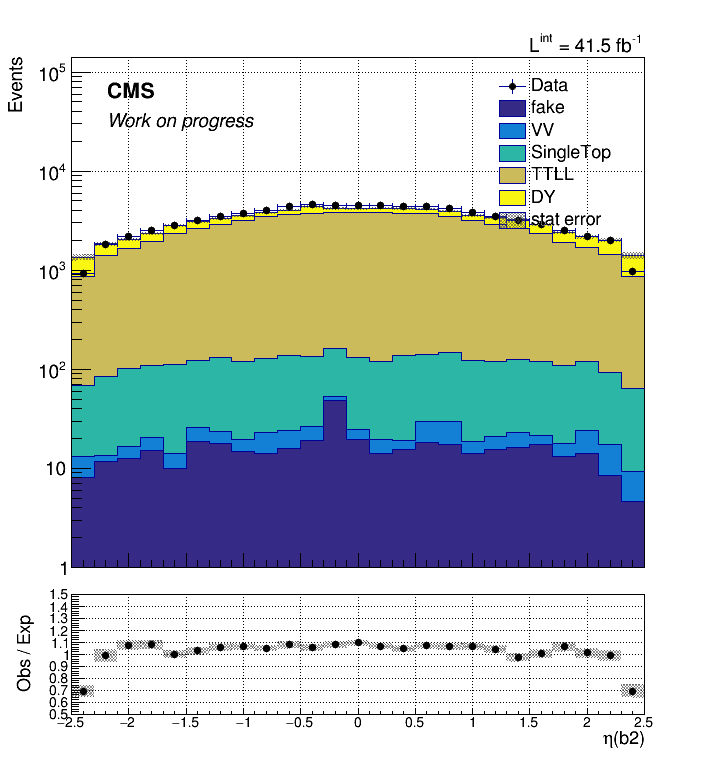 L^int = 41.5 fb^-1
Events
10^5
10^4
10^3
10^2
10
1
CMS
Work on progress
Data
fake
VV
SingleTop
TTLL
DY
stat error
Obs / Exp
1.5
1.4
1.3
1.2
1.1
1
0.9
0.8
0.7
0.6
0.5
−2.5 −2 −1.5 −1 −0.5 0 0.5 1 1.5 2 2.5
η(b2)